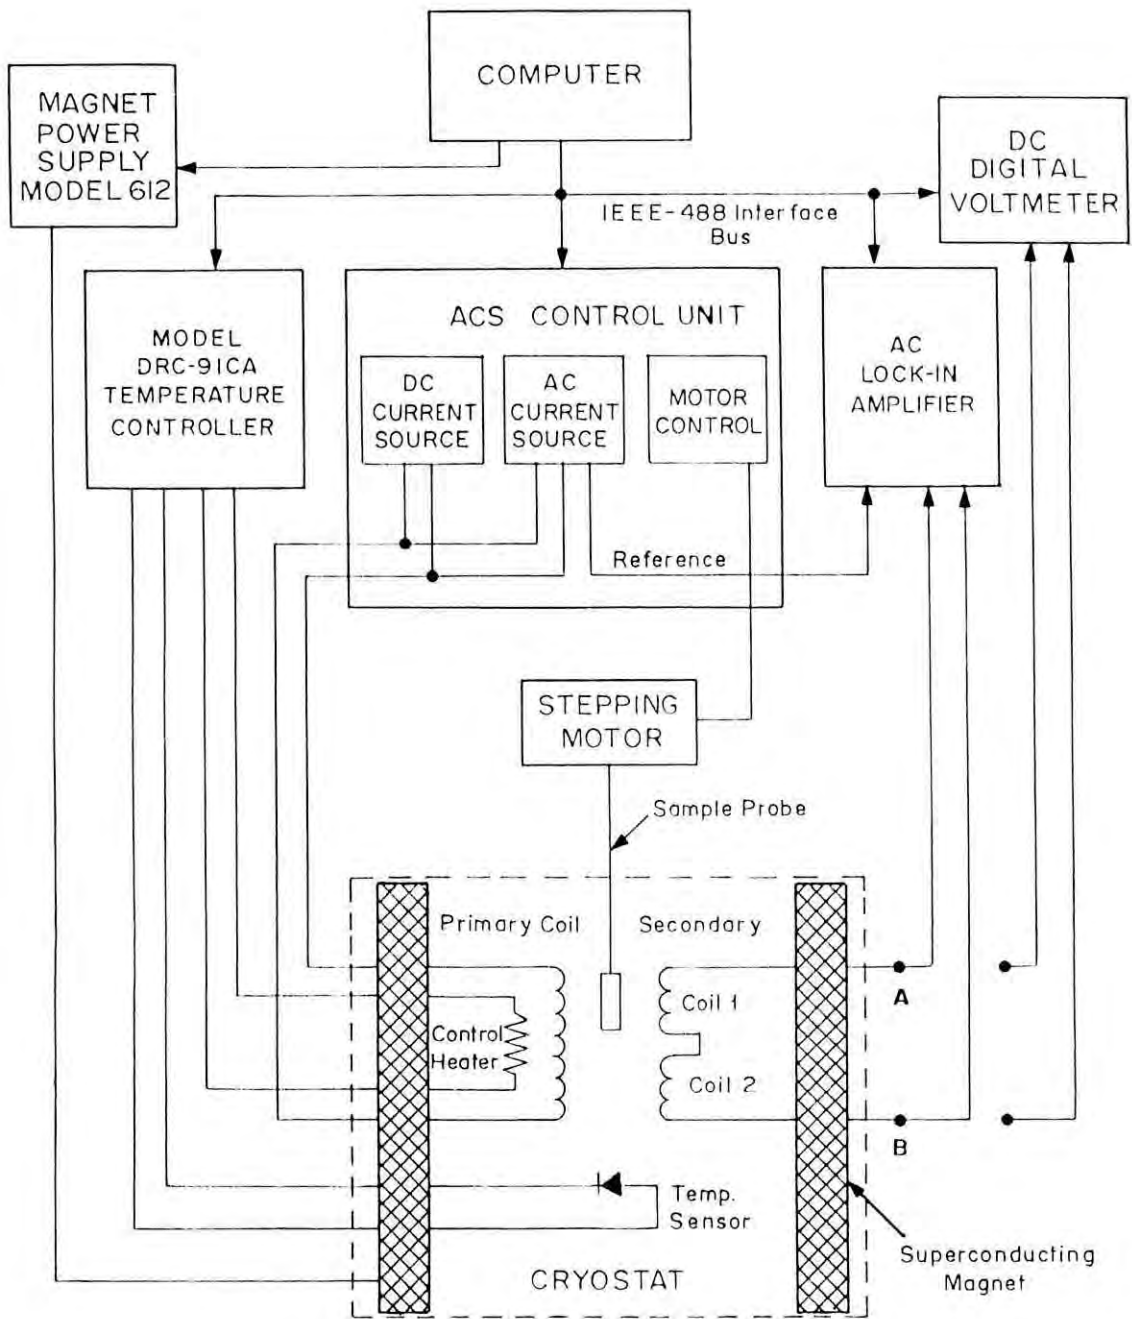 COMPUTER
MAGNET
POWER
SUPPLY
MODEL 612
DC
DIGITAL
VOLTMETER
IEEE-488 Interface
Bus
MODEL
DRC-91CA
TEMPERATURE
CONTROLLER
ACS CONTROL UNIT
DC
CURRENT
SOURCE
AC
CURRENT
SOURCE
MOTOR
CONTROL
AC
LOCK-IN
AMPLIFIER
Reference
STEPPING
MOTOR
Sample Probe
Primary Coil
Secondary
Control
Heater
Coil 1
Coil 2
A
B
Temp.
Sensor
CRYOSTAT
Superconducting
Magnet